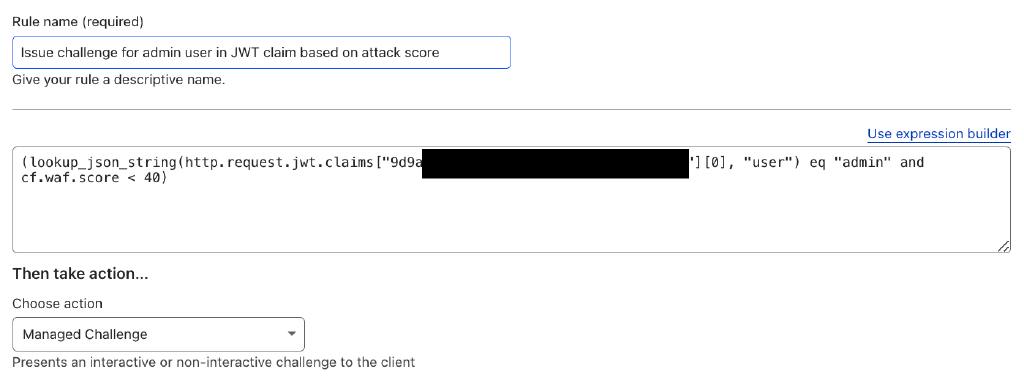 Rule name (required)
Issue challenge for admin user in JWT claim based on attack score
Give your rule a descriptive name.
Use expression builder
(lookup_json_string(http.request.jwt.claims["9d9a "][0], "user") eq "admin" and
cf.waf.score < 40)
Then take action...
Choose action
Managed Challenge
Presents an interactive or non-interactive challenge to the client